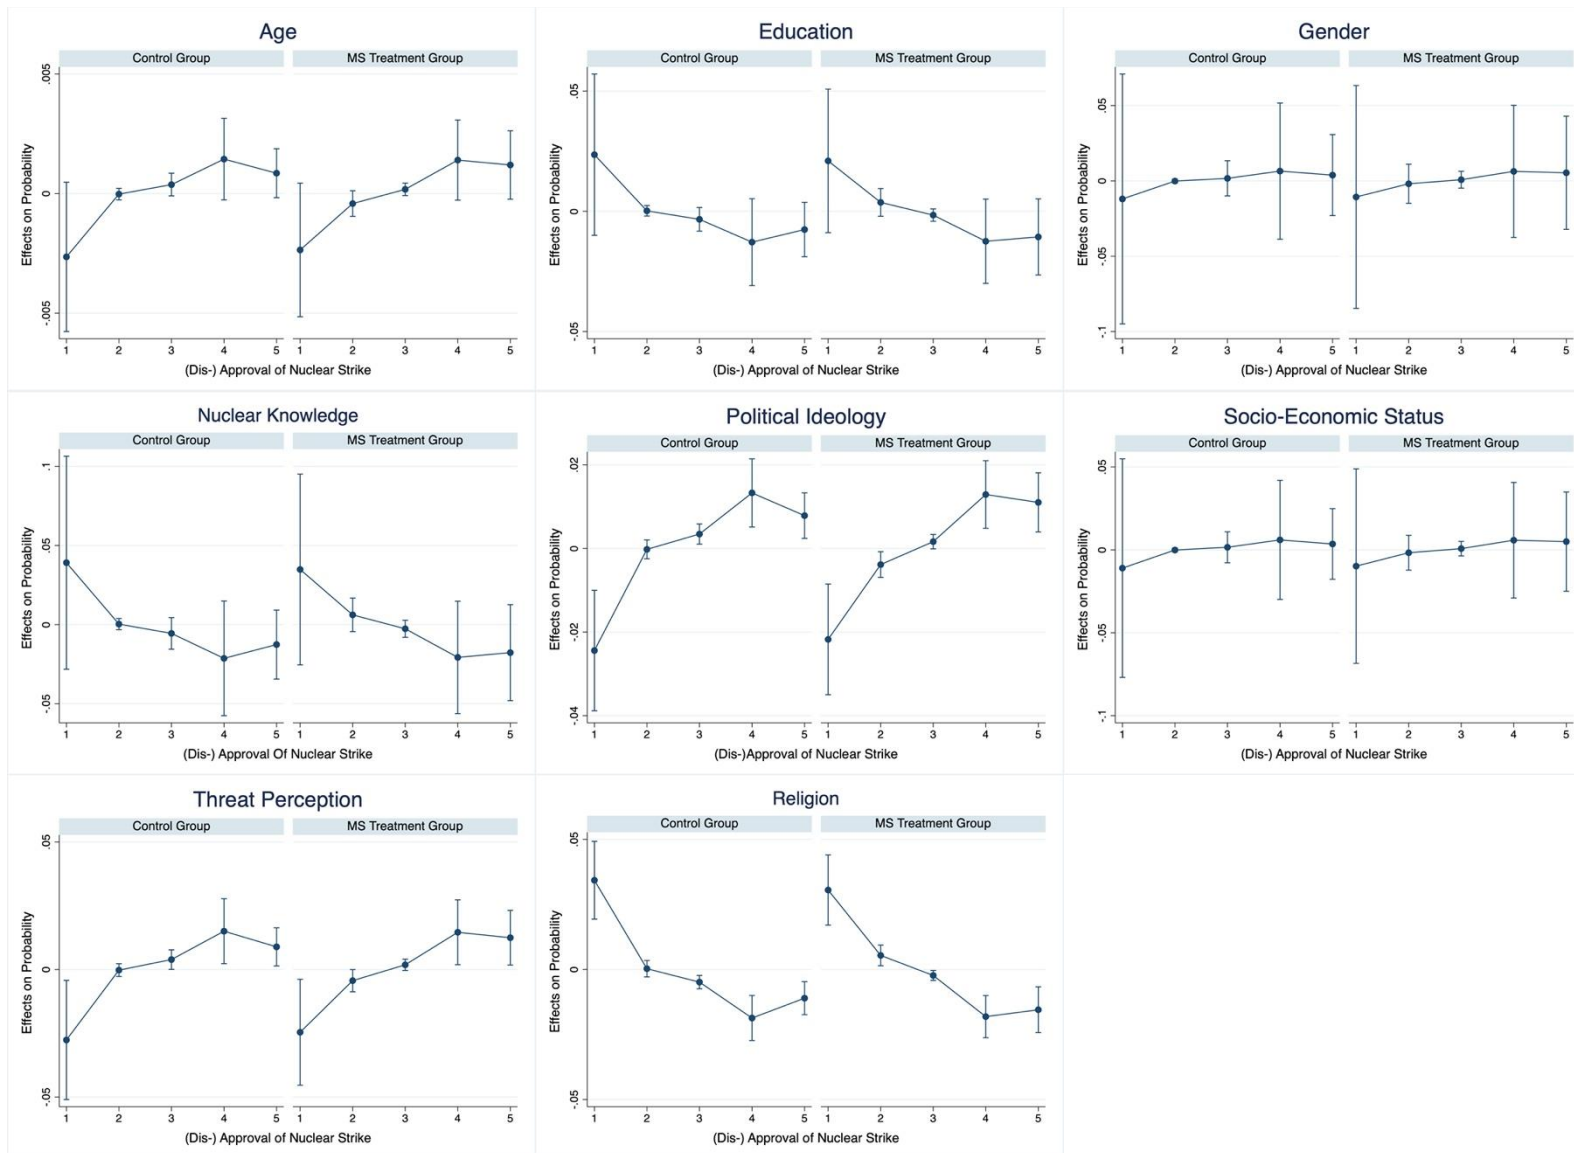 Age
Control Group
MS Treatment Group
Effects on Probability
.005
0
-.005
1 2 3 4 5 1 2 3 4 5
(Dis-) Approval of Nuclear Strike
Education
Control Group
MS Treatment Group
Effects on Probability
.05
0
-.05
1 2 3 4 5 1 2 3 4 5
(Dis-) Approval of Nuclear Strike
Gender
Control Group
MS Treatment Group
Effects on Probability
.05
0
-.05
-.1
1 2 3 4 5 1 2 3 4 5
(Dis-) Approval of Nuclear Strike
Nuclear Knowledge
Control Group
MS Treatment Group
Effects on Probability
.1
.05
0
-.05
1 2 3 4 5 1 2 3 4 5
(Dis-) Approval Of Nuclear Strike
Political Ideology
Control Group
MS Treatment Group
Effects on Probability
.02
0
-.02
-.04
1 2 3 4 5 1 2 3 4 5
(Dis-)Approval of Nuclear Strike
Socio-Economic Status
Control Group
MS Treatment Group
Effects on Probability
.05
0
-.05
-.1
1 2 3 4 5 1 2 3 4 5
(Dis-) Approval of Nuclear Strike
Threat Perception
Control Group
MS Treatment Group
Effects on Probability
.05
0
-.05
1 2 3 4 5 1 2 3 4 5
(Dis-) Approval of Nuclear Strike
Religion
Control Group
MS Treatment Group
Effects on Probability
.05
0
-.05
1 2 3 4 5 1 2 3 4 5
(Dis-) Approval of Nuclear Strike